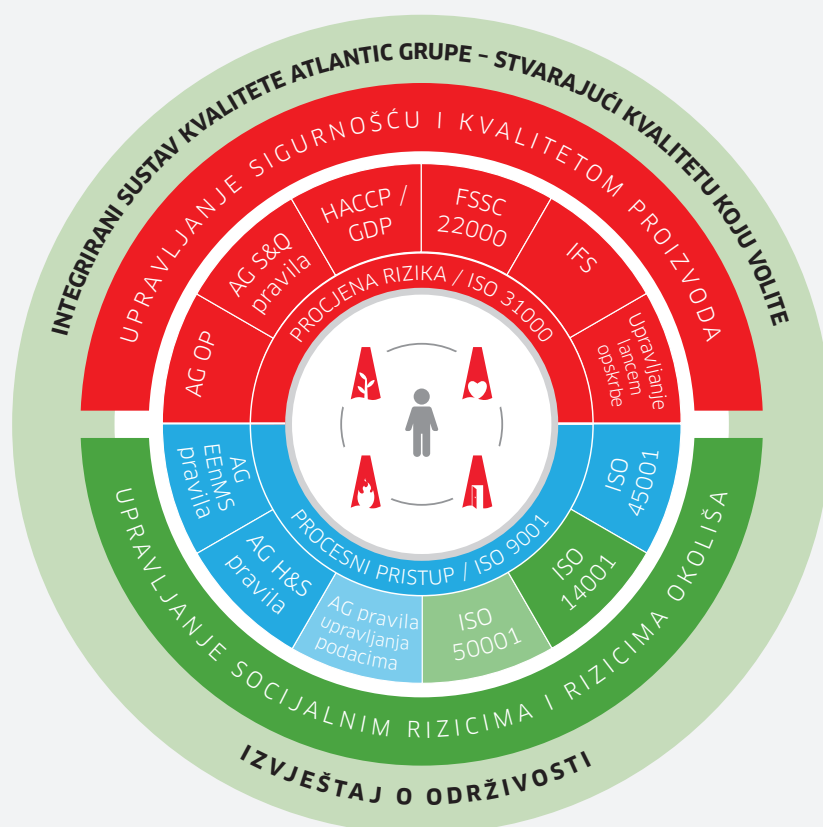 INTEGRIRANI SUSTAV KVALITETE ATLANTIC GRUPE – STVARAJUĆI KVALITETU KOJU VOLITE
UPRAVLJANJE SIGURNOŠĆU I KVALITETOM PROIZVODA
AG OP
AG S&Q
pravila
HACCP /
GDP
FSSC
22000
IFS
Upravljanje
lancem
opskrbe
PROCJENA RIZIKA / ISO 31000
PROCESNI PRISTUP / ISO 9001
AG
EEnMS
pravila
AG H&S
pravila
AG pravila
upravljanja
podacima
ISO
50001
ISO
14001
ISO
45001
UPRAVLJANJE SOCIJALNIM RIZICIMA I RIZICIMA OKOLIŠA
IZVJEŠTAJ O ODRŽIVOSTI